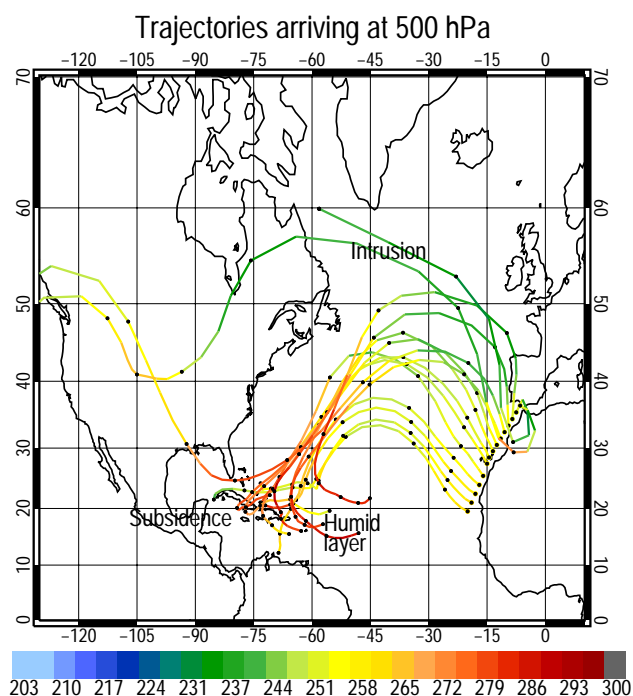 Trajectories arriving at 500 hPa
−120 −105 −90 −75 −60 −45 −30 −15 0
70 70
60 60
Intrusion
50 50
40 40
30 30
20 20
Subsidence Humid
layer
10 10
0 0
−120 −105 −90 −75 −60 −45 −30 −15 0
203 210 217 224 231 237 244 251 258 265 272 279 286 293 300